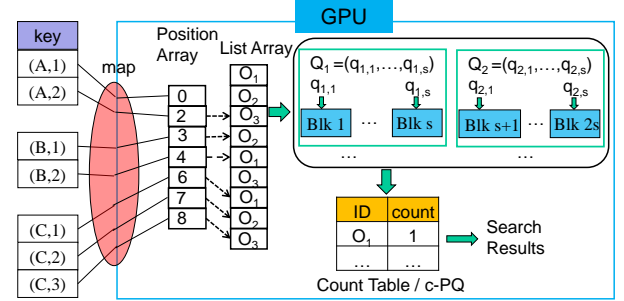 GPU
key
(A,1)
(A,2)
(B,1)
(B,2)
(C,1)
(C,2)
(C,3)
map
Position
Array
0
2
3
4
6
7
8
List Array
O1
O2
O3
O2
O1
O3
O1
O2
O3
Q1=(q1,1,…,q1,s)
q1,1 q1,s
Blk 1 … Blk s
Q2=(q2,1,…,q2,s)
q2,1 q2,s
Blk s+1 … Blk 2s
… …
ID count
O1 1
… …
Count Table / c-PQ
Search
Results